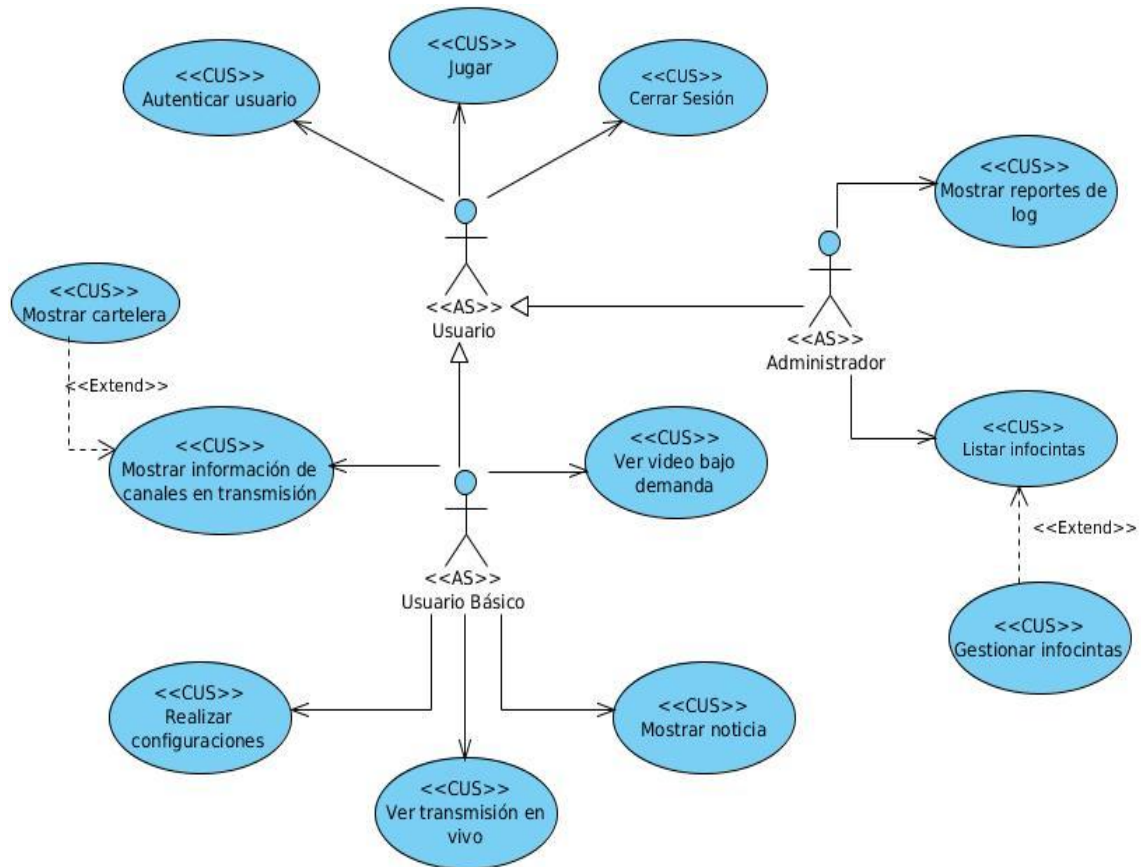 <<CUS>>
Autenticar usuario
<<CUS>>
Jugar
<<CUS>>
Cerrar Sesión
<<CUS>>
Mostrar reportes de
log
<<AS>>
Usuario
<<AS>>
Administrador
<<CUS>>
Mostrar cartelera
<<Extend>>
<<CUS>>
Mostrar información de
canales en transmisión
<<CUS>>
Ver video bajo
demanda
<<CUS>>
Listar infocintas
<<Extend>>
<<AS>>
Usuario Básico
<<CUS>>
Gestionar infocintas
<<CUS>>
Realizar
configuraciones
<<CUS>>
Mostrar noticia
<<CUS>>
Ver transmisión en
vivo